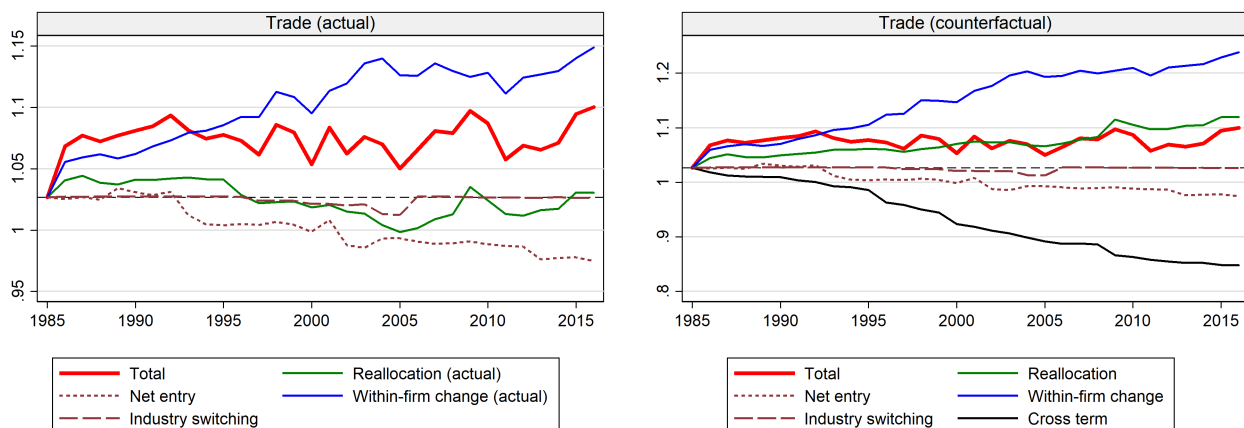 Trade (actual)
1.15
1.1
1.05
1
.95
1985
1990
1995
2000
2005
2010
2015
Total
Reallocation (actual)
Net entry
Within-firm change (actual)
Industry switching
Trade (counterfactual)
1.2
1.1
1
.9
.8
1985
1990
1995
2000
2005
2010
2015
Total
Reallocation
Net entry
Within-firm change
Industry switching
Cross term